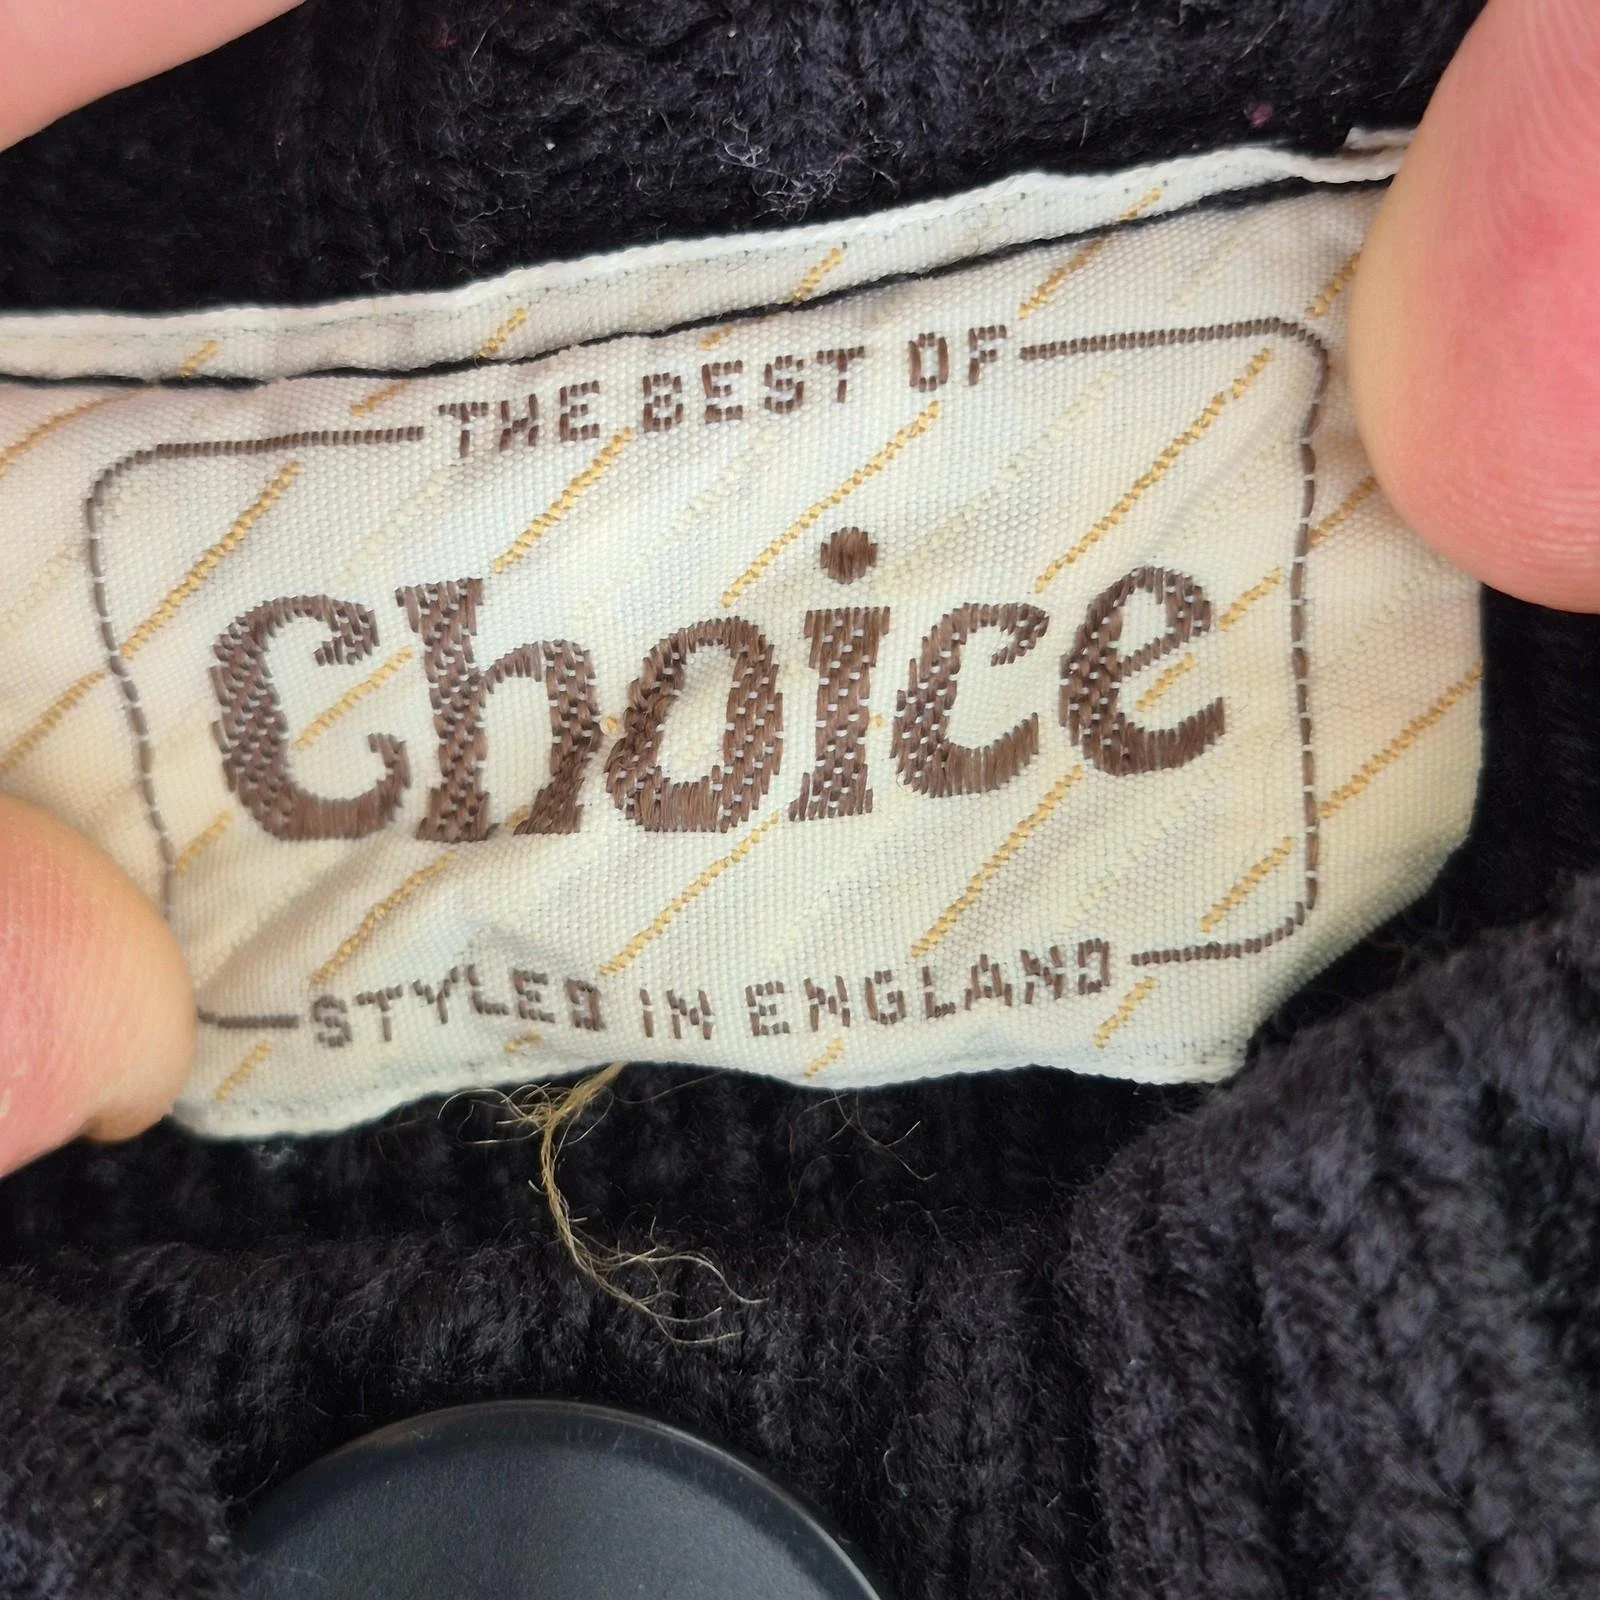 THE BEST OF
Choice
STYLED IN ENGLAND